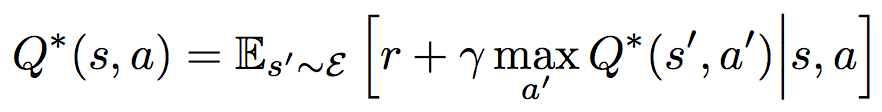 Q*(s, a) = 𝔼_{s′∼ℰ} [ r + γ max_{a′} Q*(s′, a′) | s, a ]